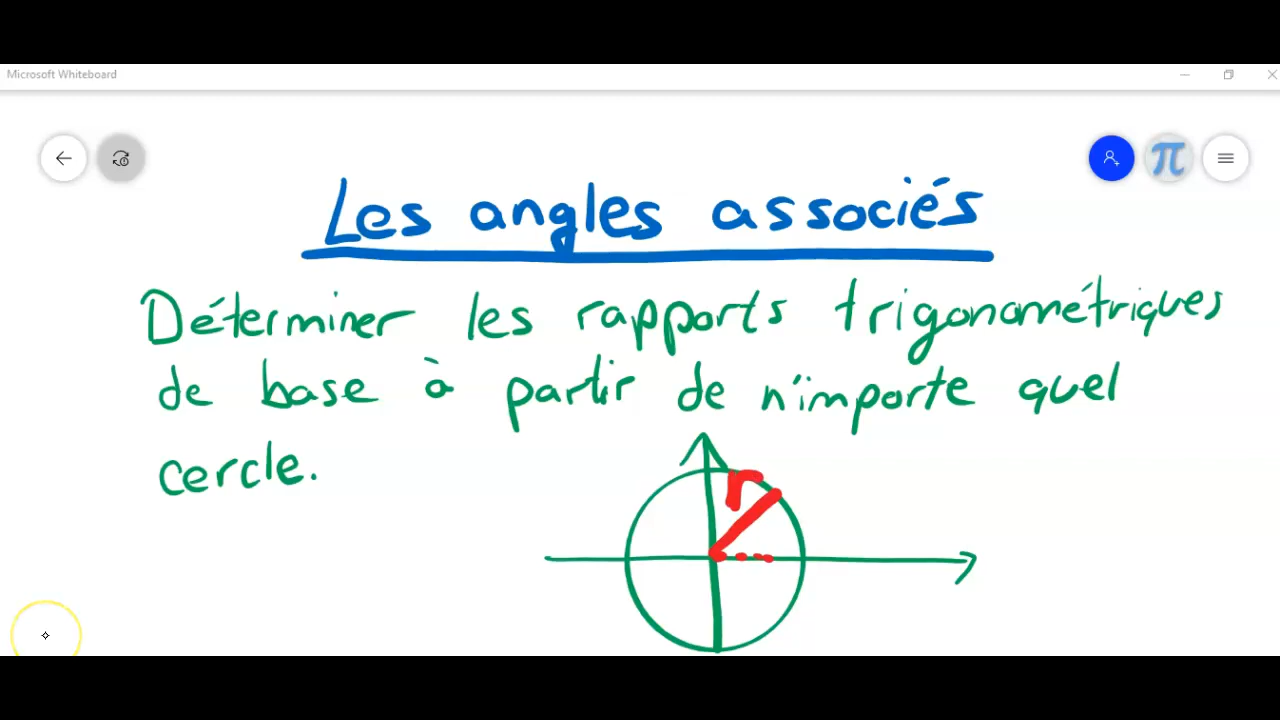 Microsoft Whiteboard
π
Les angles associés
Déterminer les rapports trigonométriques
de base à partir de n'importe quel
cercle.
r